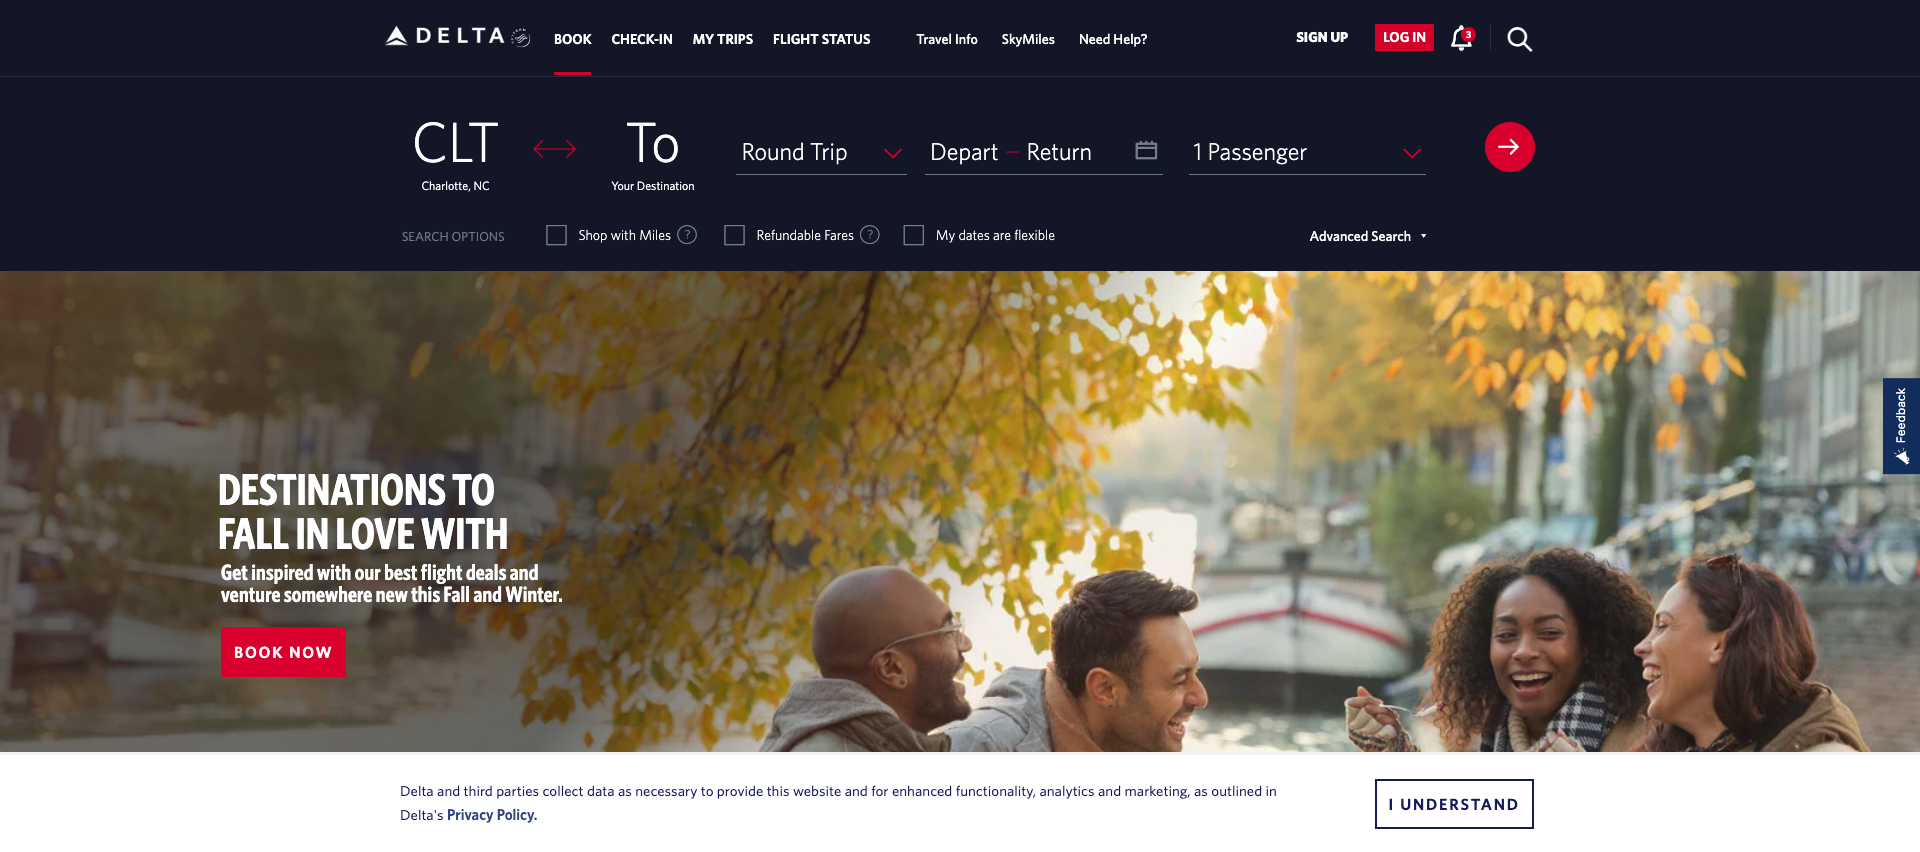 DELTA
BOOK
CHECK-IN
MY TRIPS
FLIGHT STATUS
Travel Info
SkyMiles
Need Help?
SIGN UP
LOG IN
3
CLT
Charlotte, NC
To
Your Destination
Round Trip
Depart – Return
1 Passenger
SEARCH OPTIONS
Shop with Miles ?
Refundable Fares ?
My dates are flexible
Advanced Search
Feedback
DESTINATIONS TO
FALL IN LOVE WITH
Get inspired with our best flight deals and
venture somewhere new this Fall and Winter.
BOOK NOW
Delta and third parties collect data as necessary to provide this website and for enhanced functionality, analytics and marketing, as outlined in
Delta's Privacy Policy.
I UNDERSTAND